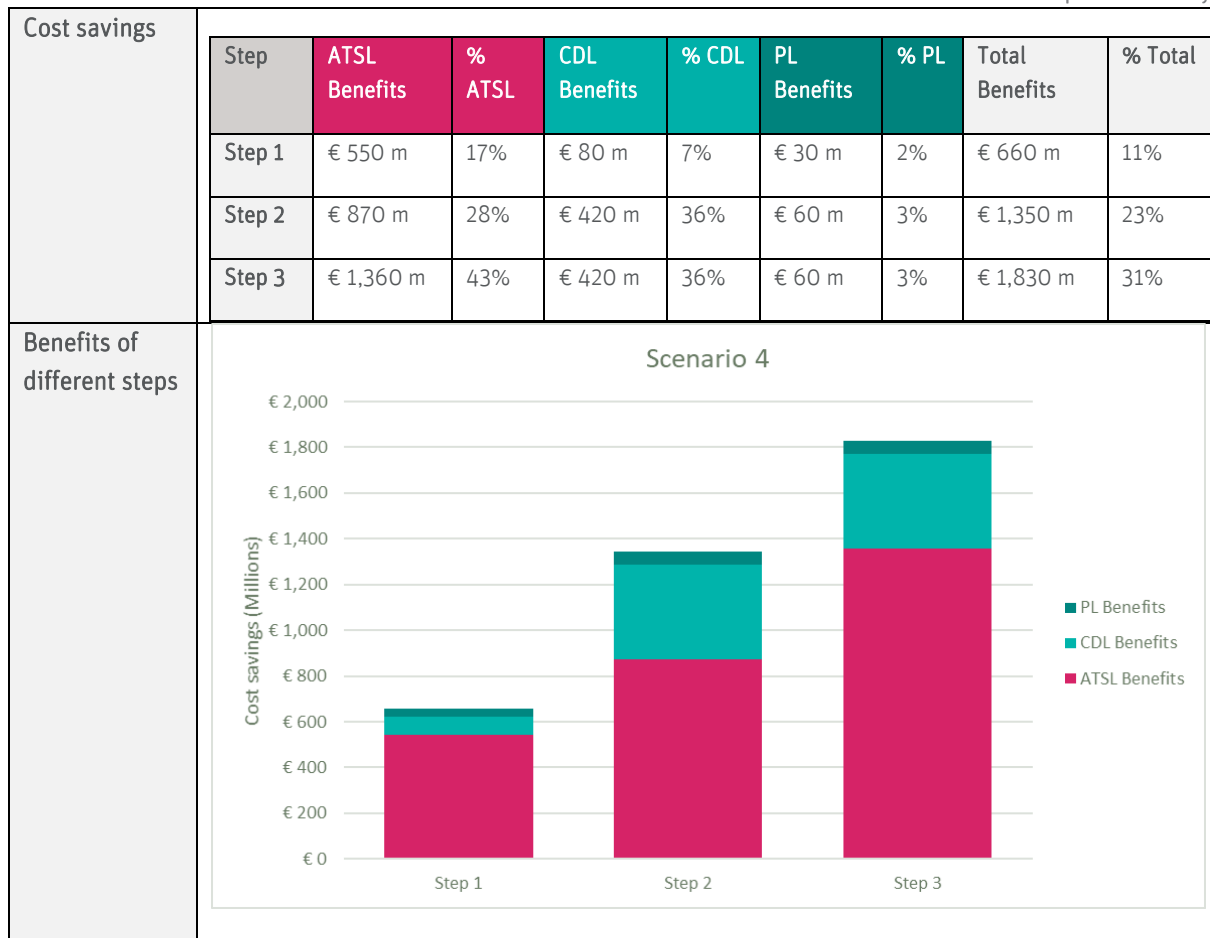 Cost savings
Step ATSL Benefits % ATSL CDL Benefits % CDL PL Benefits % PL Total Benefits % Total
Step 1 € 550 m 17% € 80 m 7% € 30 m 2% € 660 m 11%
Step 2 € 870 m 28% € 420 m 36% € 60 m 3% € 1,350 m 23%
Step 3 € 1,360 m 43% € 420 m 36% € 60 m 3% € 1,830 m 31%
Benefits of
different steps
Scenario 4
€ 2,000
€ 1,800
€ 1,600
€ 1,400
€ 1,200
€ 1,000
€ 800
€ 600
€ 400
€ 200
€ 0
Cost savings (Millions)
Step 1 Step 2 Step 3
PL Benefits
CDL Benefits
ATSL Benefits